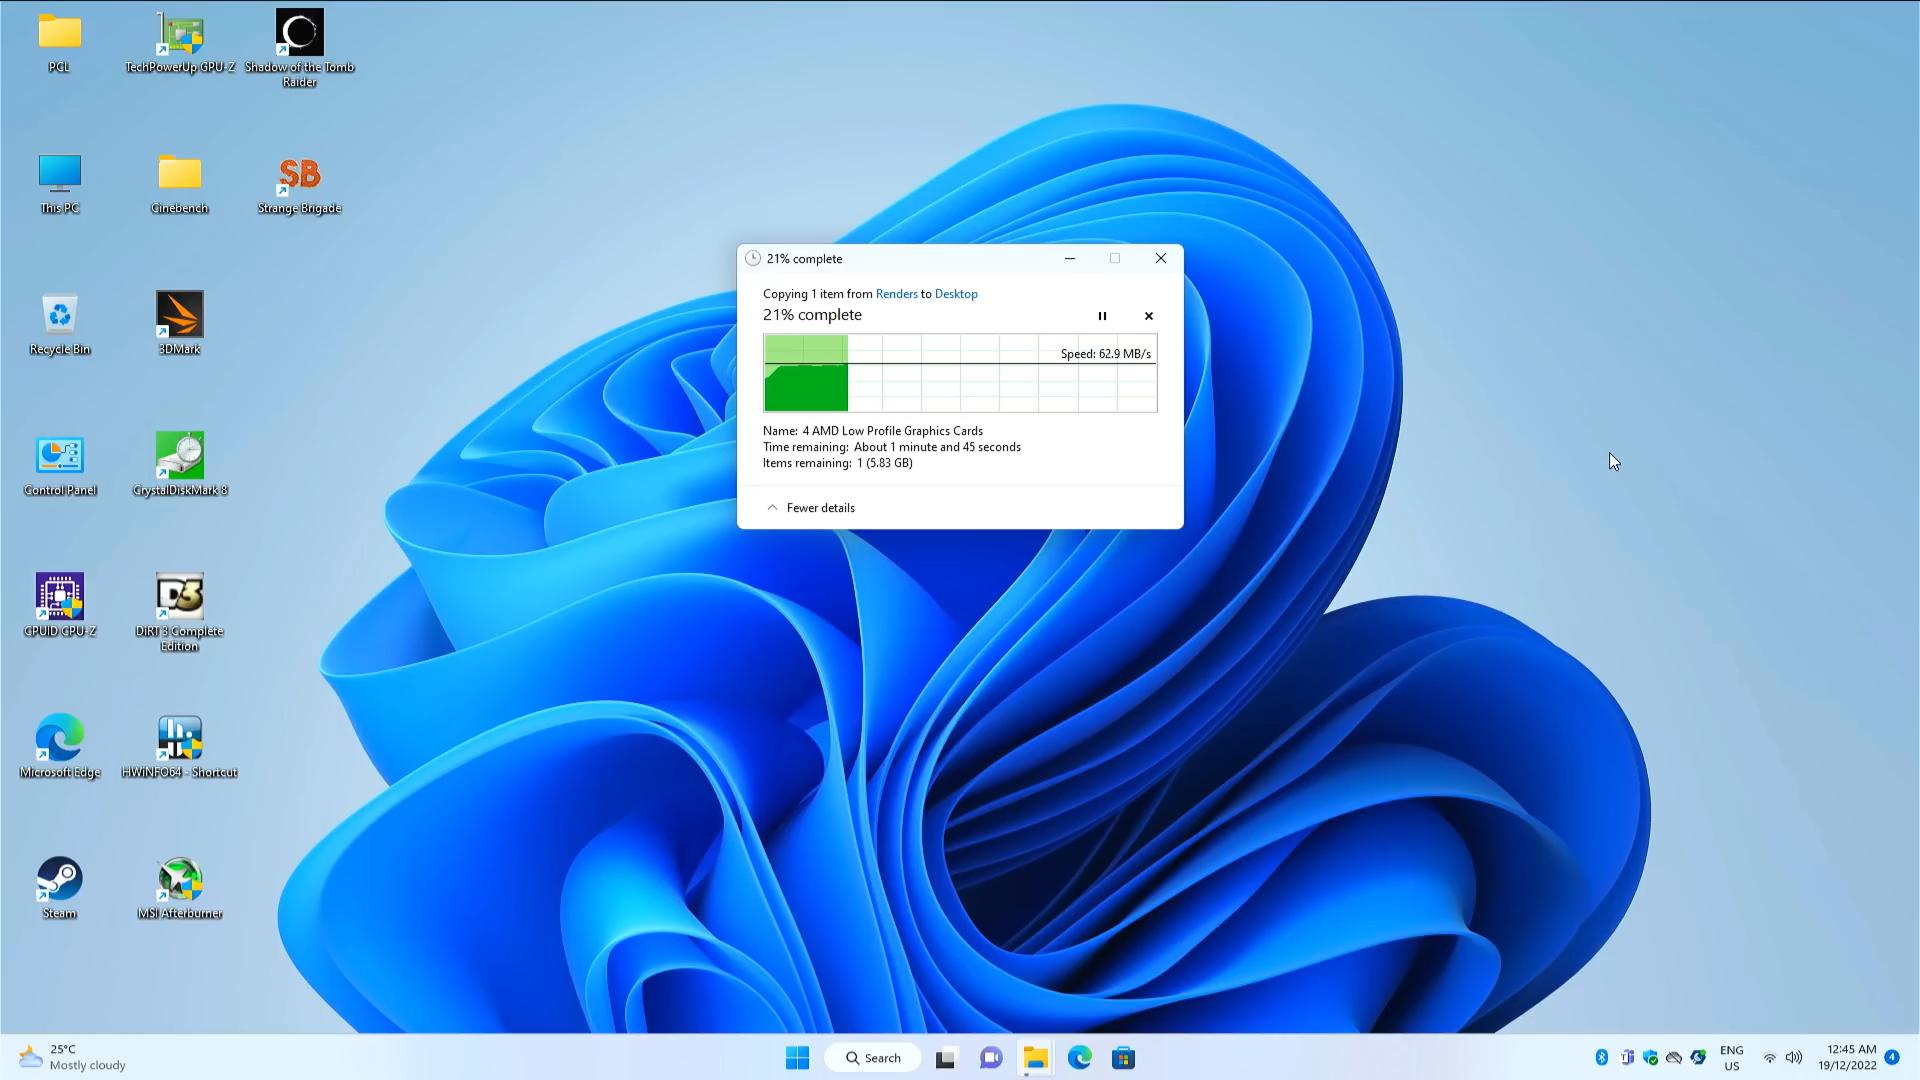 PCL
TechPowerUp GPU-Z
Shadow of the Tomb
Raider
This PC
Cinebench
SB
Strange Brigade
Recycle Bin
3DMark
Control Panel
CrystalDiskMark 8
CPUID CPU-Z
D3
DiRT 3 Complete
Edition
Microsoft Edge
HWiNFO64 - Shortcut
Steam
MSI Afterburner
21% complete
Copying 1 item from Renders to Desktop
21% complete
Speed: 62.9 MB/s
Name: 4 AMD Low Profile Graphics Cards
Time remaining: About 1 minute and 45 seconds
Items remaining: 1 (5.83 GB)
Fewer details
25°C
Mostly cloudy
Search
ENG
US
12:45 AM
19/12/2022
4